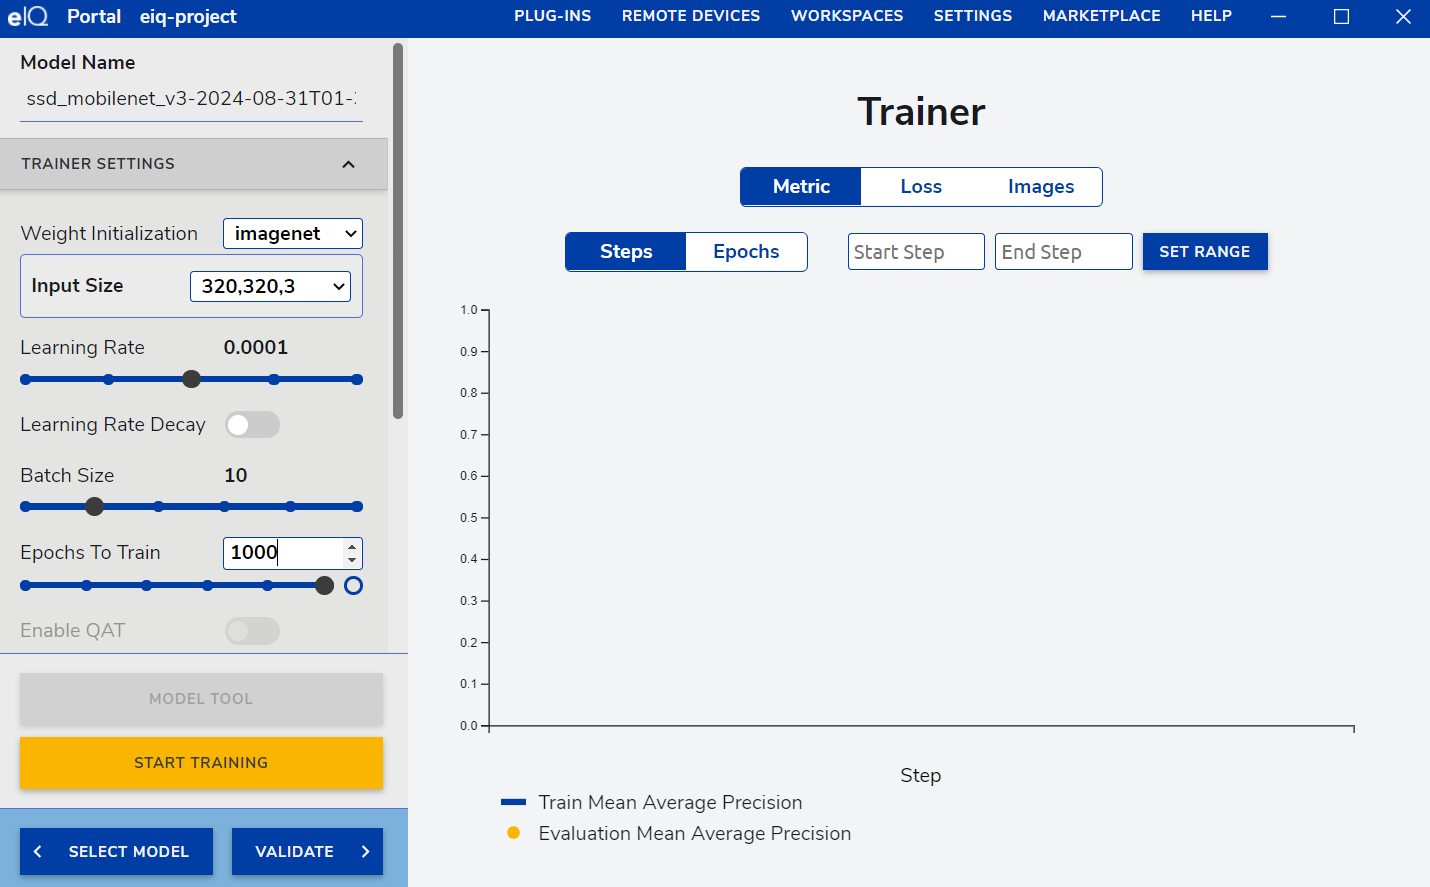 eIQ Portal eiq-project PLUG-INS REMOTE DEVICES WORKSPACES SETTINGS MARKETPLACE HELP
Model Name
ssd_mobilenet_v3-2024-08-31T01-
TRAINER SETTINGS
Weight Initialization imagenet
Input Size 320,320,3
Learning Rate 0.0001
Learning Rate Decay
Batch Size 10
Epochs To Train 1000
Enable QAT
MODEL TOOL
START TRAINING
SELECT MODEL VALIDATE
Trainer
Metric Loss Images
Steps Epochs Start Step End Step SET RANGE
1.0
0.9
0.8
0.7
0.6
0.5
0.4
0.3
0.2
0.1
0.0
Step
Train Mean Average Precision
Evaluation Mean Average Precision